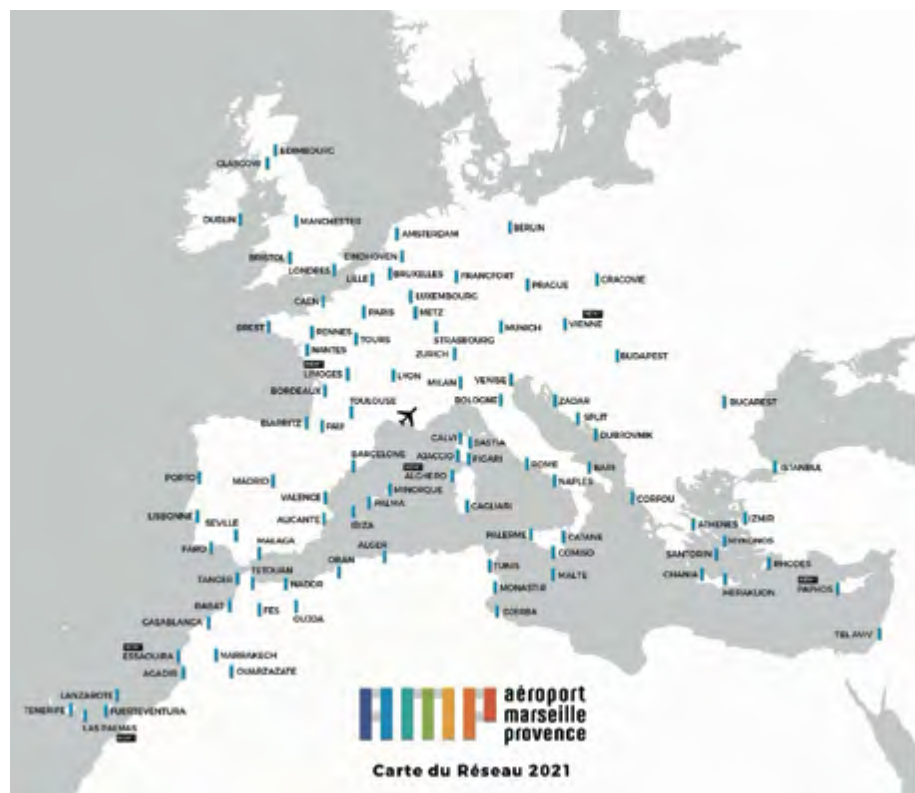 EDIMBOURG
GLASGOW
DUBLIN
MANCHESTER
BERLIN
AMSTERDAM
BRISTOL
EINDHOVEN
LONDRES
LILLE
BRUXELLES
FRANCFORT
PRAGUE
CRACOVIE
CAEN
LUXEMBOURG
PARIS
METZ
BREST
RENNES
TOURS
STRASBOURG
MUNICH
VIENNE
NANTES
ZURICH
BUDAPEST
LIMOGES
LYON
MILAN
VENISE
BORDEAUX
TOULOUSE
BOLOGNE
ZADAR
BUCAREST
BIARRITZ
PAU
SPLIT
DUBROVNIK
CALVI
BASTIA
BARCELONE
AJACCIO
FIGARI
ROME
BARI
ISTANBUL
PORTO
MADRID
ALGHERO
NAPLES
MINORQUE
VALENCE
PALMA
CAGLIARI
CORFOU
LISBONNE
SEVILLE
ALICANTE
IBIZA
ATHENES
IZMIR
PALERME
CATANE
MYKONOS
FARO
MALAGA
ALGER
COMISO
SANTORIN
ORAN
TUNIS
MALTE
RHODES
TANGER
TETOUAN
NADOR
MONASTIR
CHANIA
HERAKLION
PAPHOS
RABAT
FES
OUJDA
DJERBA
CASABLANCA
TEL AVIV
ESSAOUIRA
MARRAKECH
AGADIR
OUARZAZATE
LANZAROTE
TENERIFE
FUERTEVENTURA
LAS PALMAS
aéroport
marseille
provence
Carte du Réseau 2021